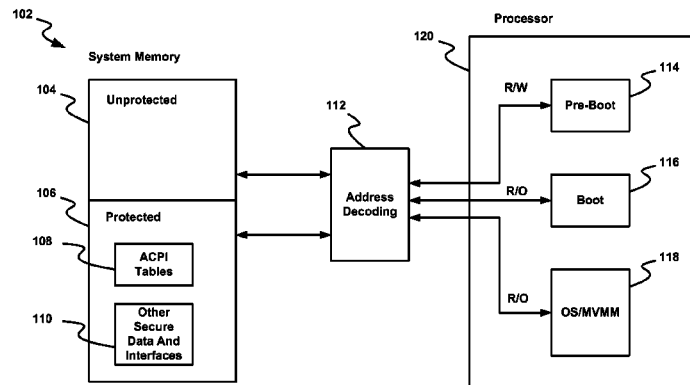 102
System Memory
104
Unprotected
106
Protected
108
ACPI
Tables
110
Other
Secure
Data And
Interfaces
112
Address
Decoding
Processor
120
R/W
114
Pre-Boot
R/O
116
Boot
R/O
118
OS/MVMM